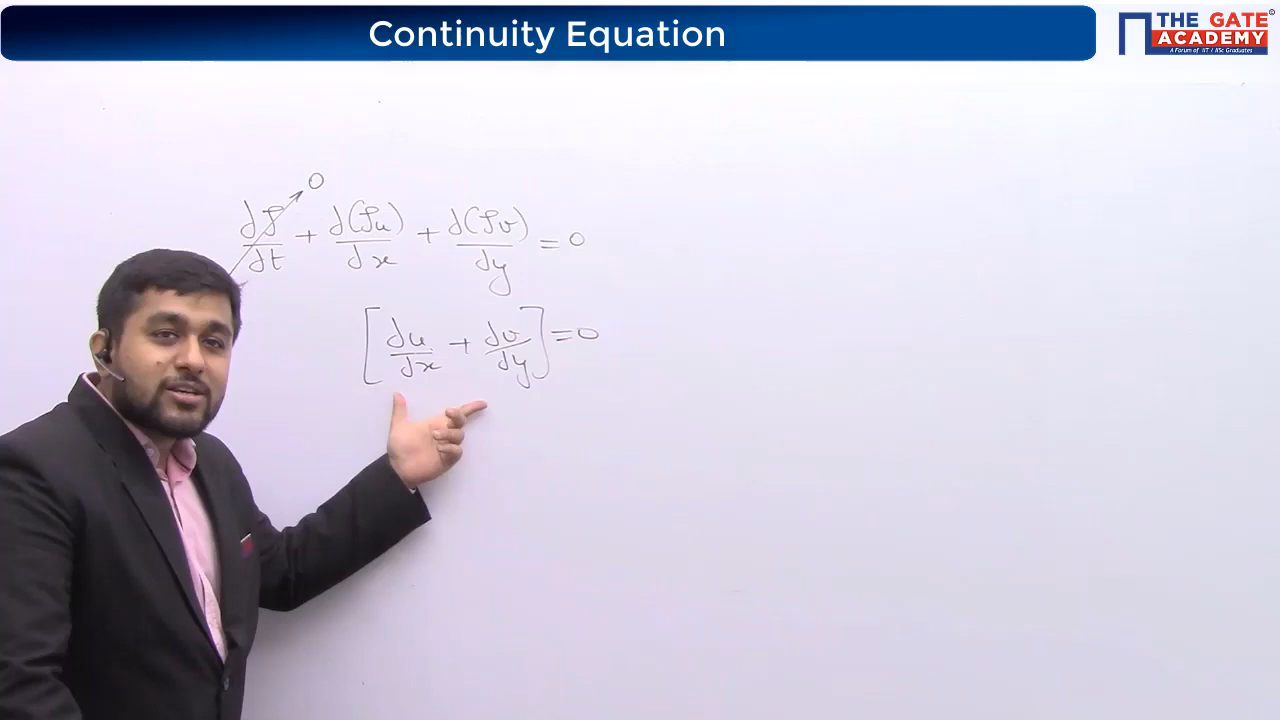 Continuity Equation
THE GATE
ACADEMY
A Forum of IIT / IISc Graduates
©
0
∂ρ/∂t + ∂(ρu)/∂x + ∂(ρv)/∂y = 0
[∂u/∂x + ∂v/∂y] = 0